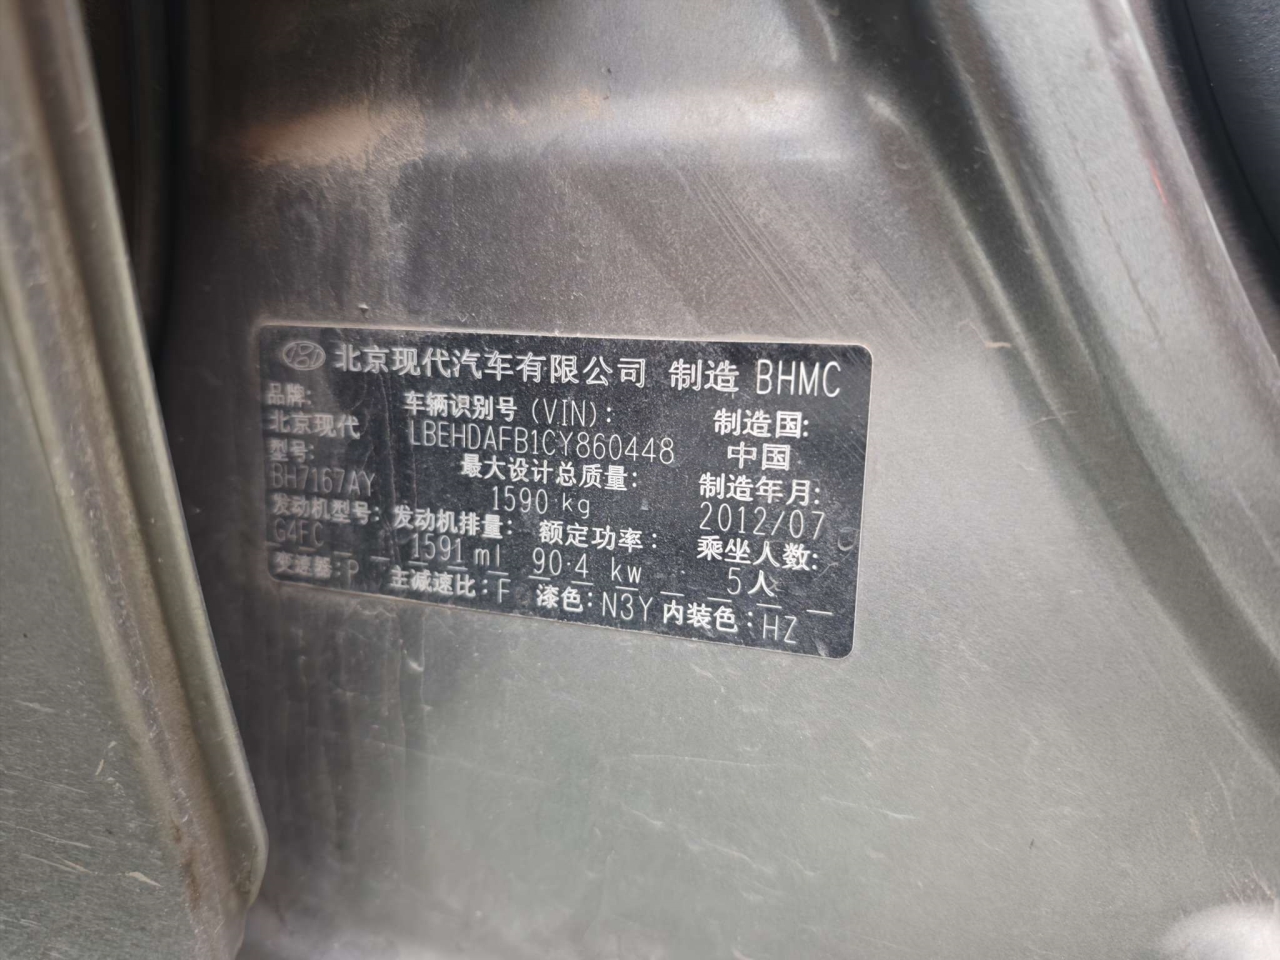 北京现代汽车有限公司 制造 BHMC
品牌: 车辆识别号 (VIN): 制造国:
北京现代 LBEHDAFB1CY860448 中国
型号: 最大设计总质量: 制造年月:
BH7167AY 1590 kg 2012/07
发动机型号: 发动机排量: 额定功率: 乘坐人数:
G4FC 1591 ml 90.4 kw 5人
变速器: P 主减速比: F 漆色: N3Y 内装色: HZ